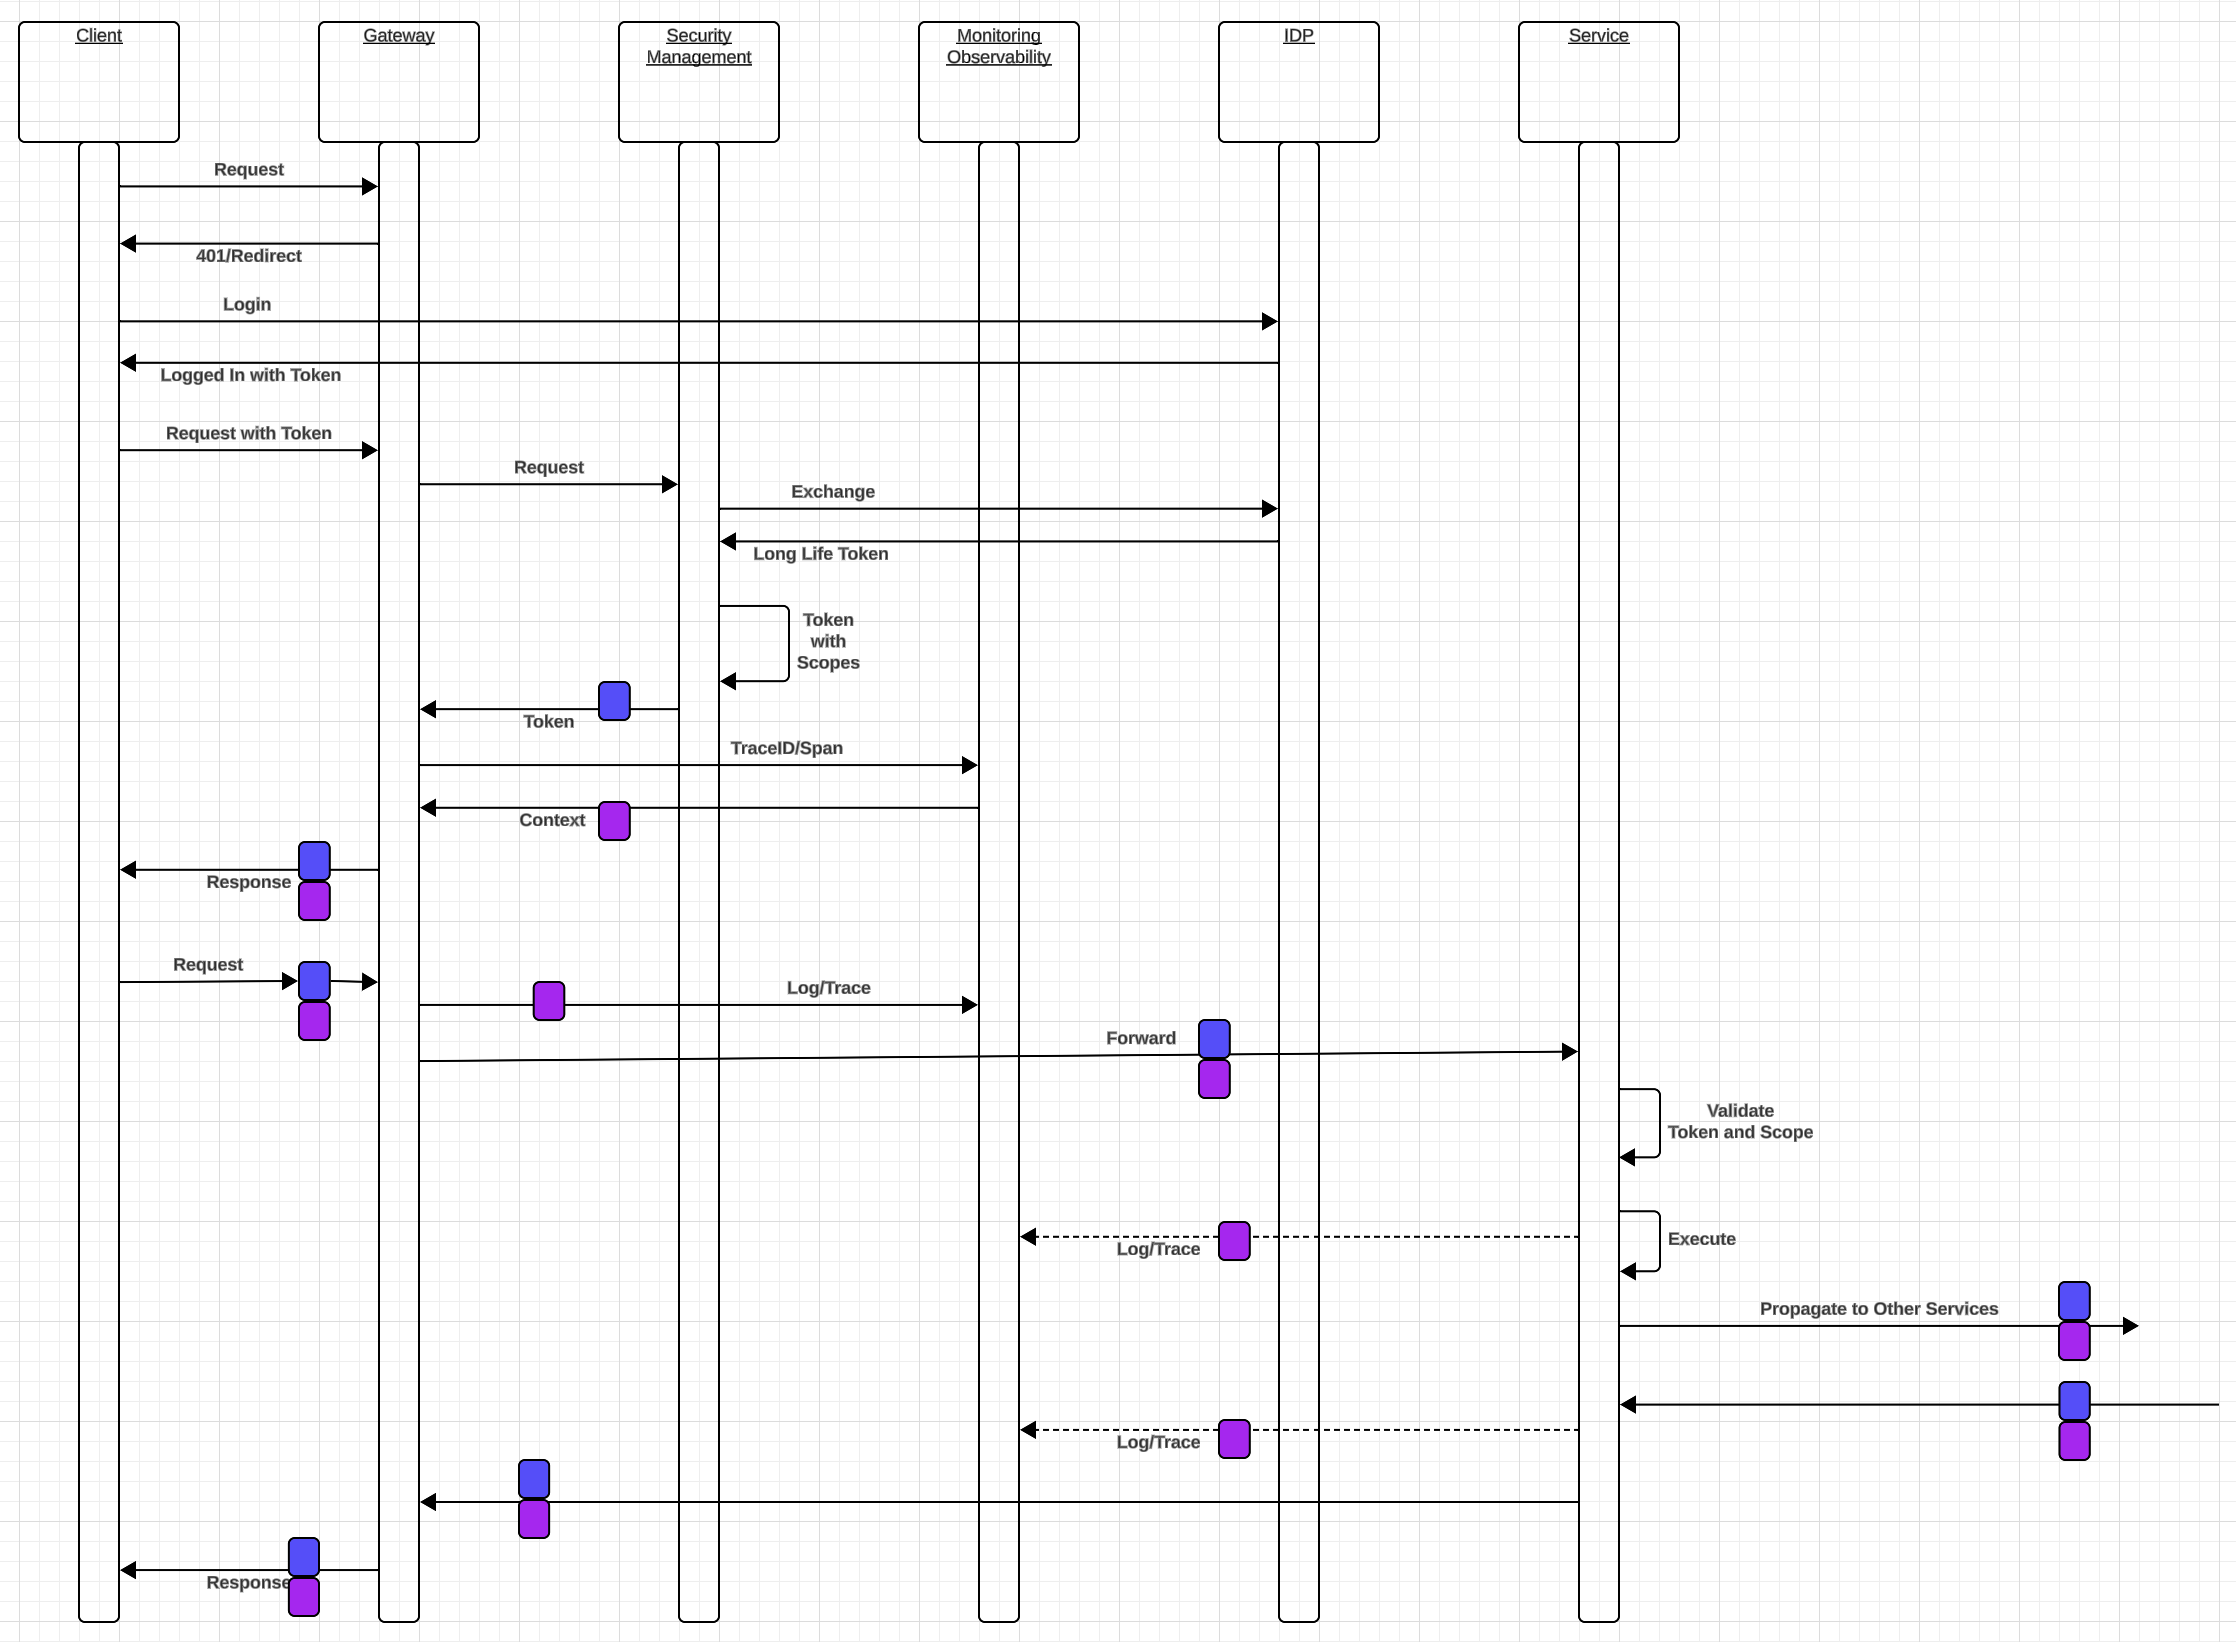 Client
Gateway
Security
Management
Monitoring
Observability
IDP
Service
Request
401/Redirect
Login
Logged In with Token
Request with Token
Request
Exchange
Long Life Token
Token
with
Scopes
Token
TraceID/Span
Context
Response
Request
Log/Trace
Forward
Validate
Token and Scope
Log/Trace
Execute
Propagate to Other Services
Log/Trace
Response